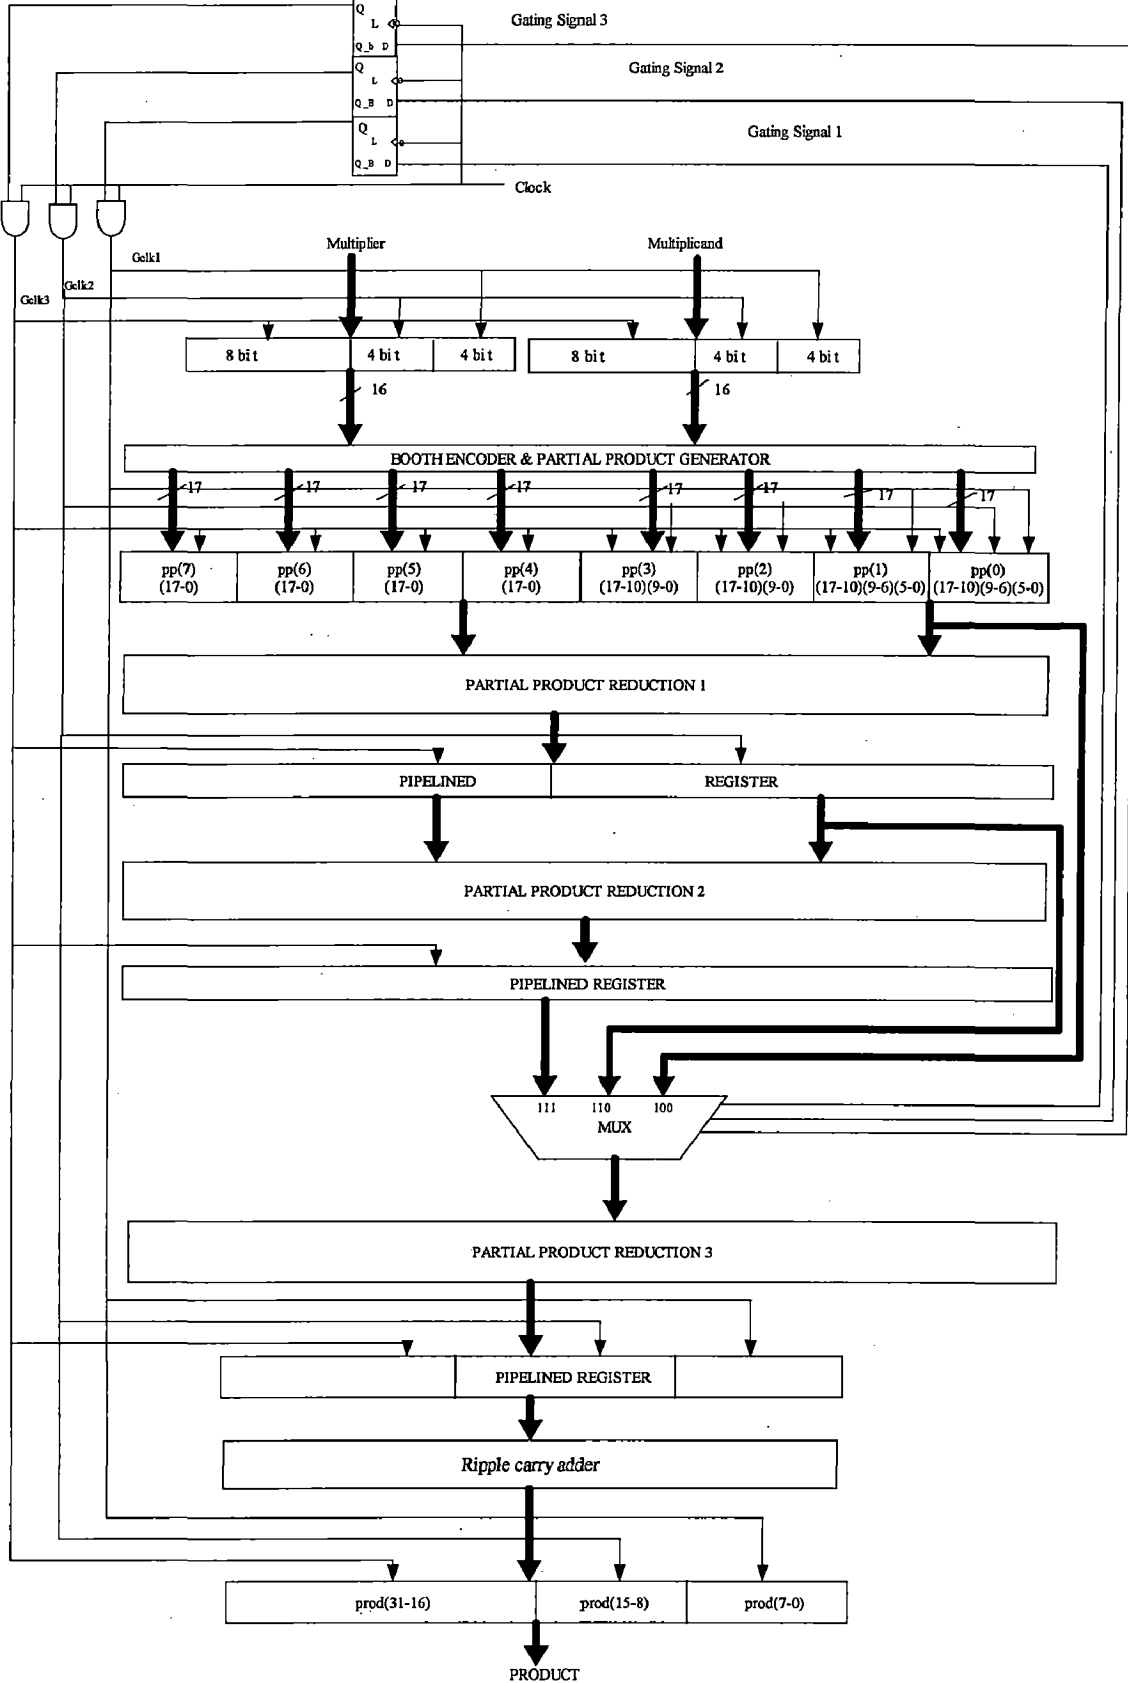 Q
L
Gating Signal 3
Q_b D
Q
Gating Signal 2
L
Q_B D
Q
Gating Signal 1
L
Q_B D
Clock
Multiplier
Multiplicand
Gclk1
Gclk2
Gclk3
8 bit 4 bit 4 bit 8 bit 4 bit 4 bit
16 16
BOOTH ENCODER & PARTIAL PRODUCT GENERATOR
17 17 17 17 17 17 17 17
pp(7) pp(6) pp(5) pp(4) pp(3) pp(2) pp(1) pp(0)
(17-0) (17-0) (17-0) (17-0) (17-10)(9-0) (17-10)(9-0) (17-10)(9-6)(5-0) (17-10)(9-6)(5-0)
PARTIAL PRODUCT REDUCTION 1
PIPELINED REGISTER
PARTIAL PRODUCT REDUCTION 2
PIPELINED REGISTER
111 110 100
MUX
PARTIAL PRODUCT REDUCTION 3
PIPELINED REGISTER
Ripple carry adder
prod(31-16) prod(15-8) prod(7-0)
PRODUCT